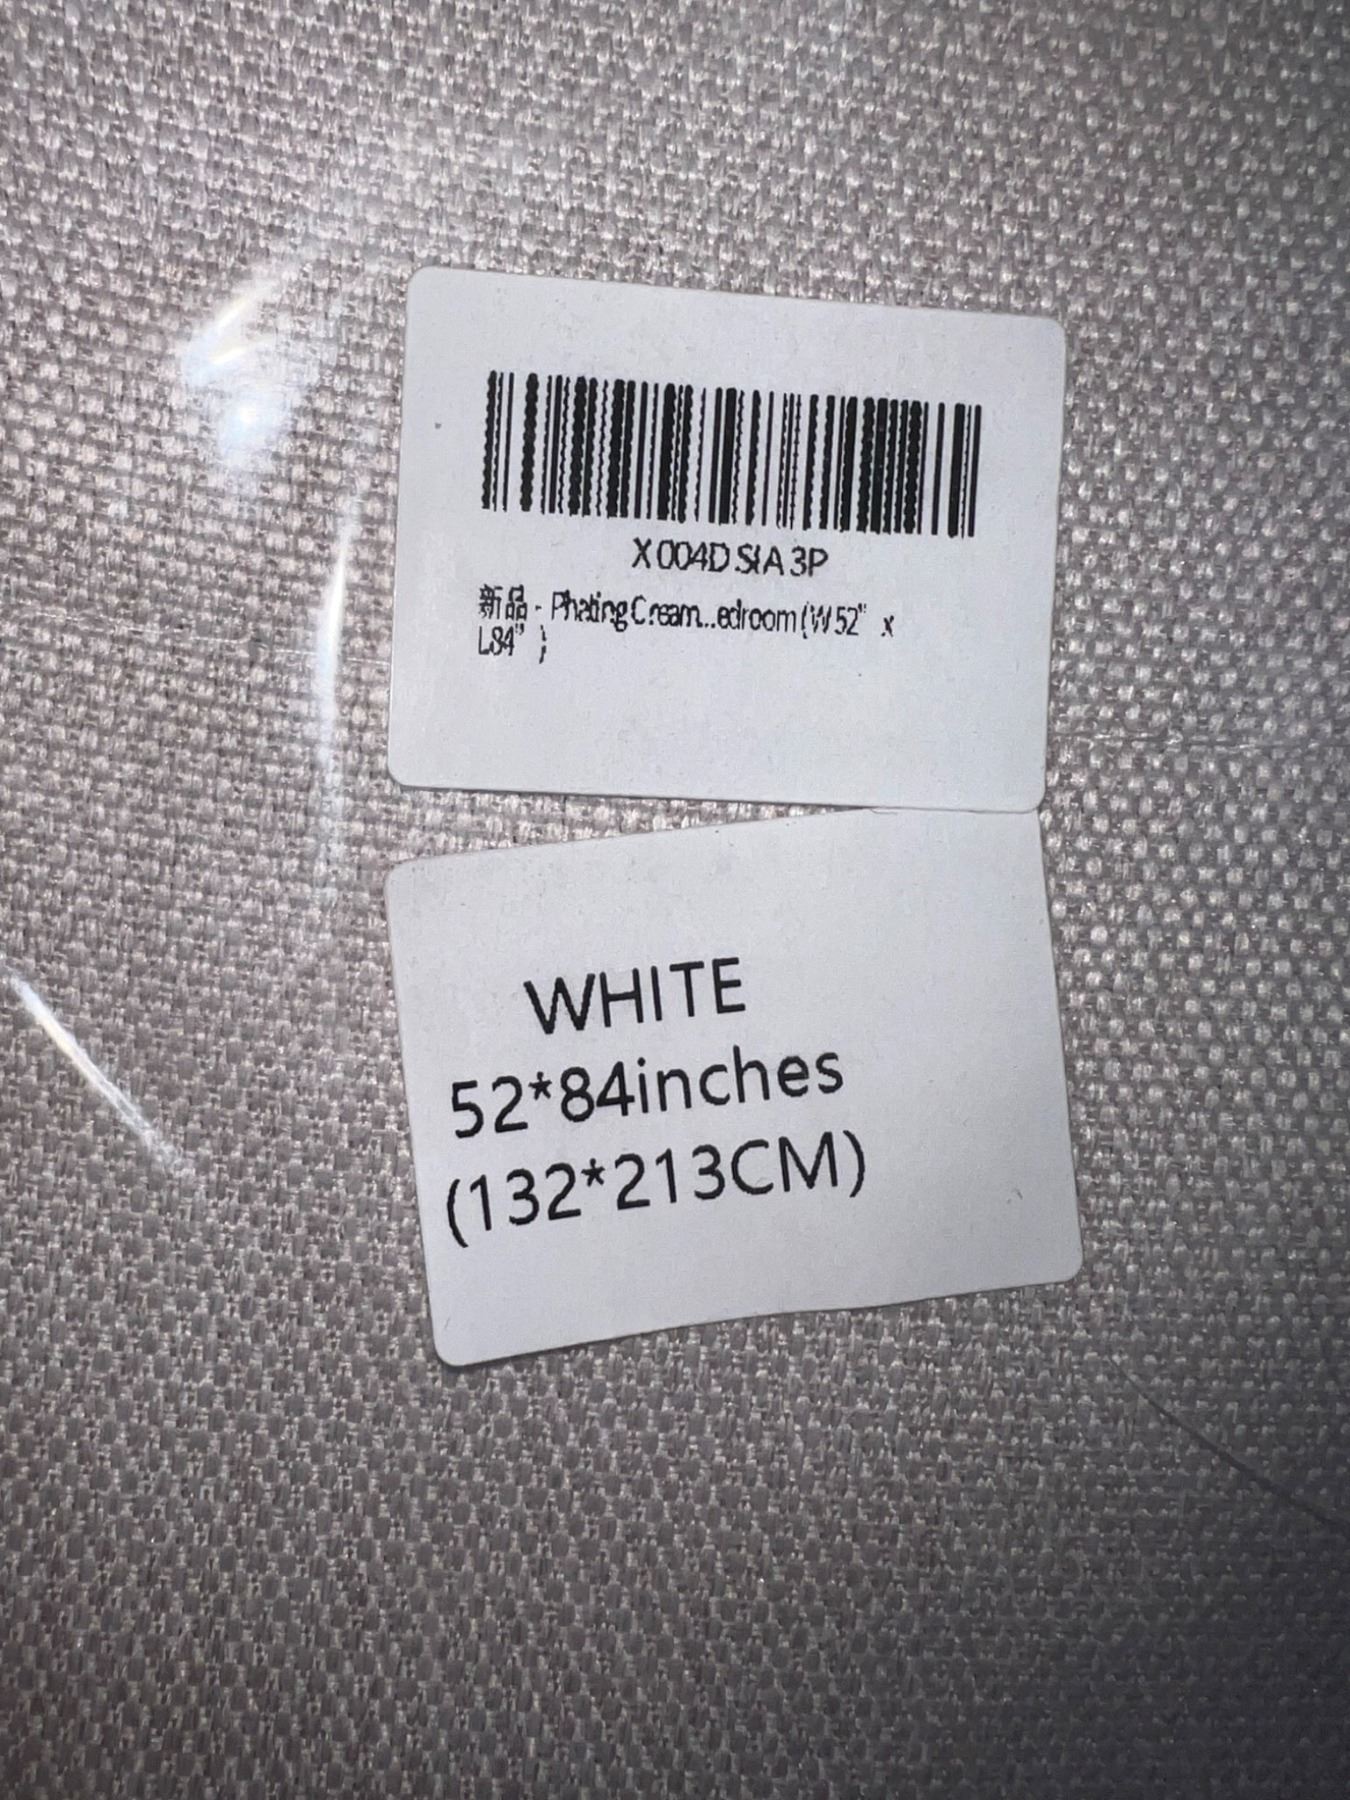 X004DSIA3P
新品 - Phating Cream...edroom (W52" x
L84" )
WHITE
52*84inches
(132*213CM)